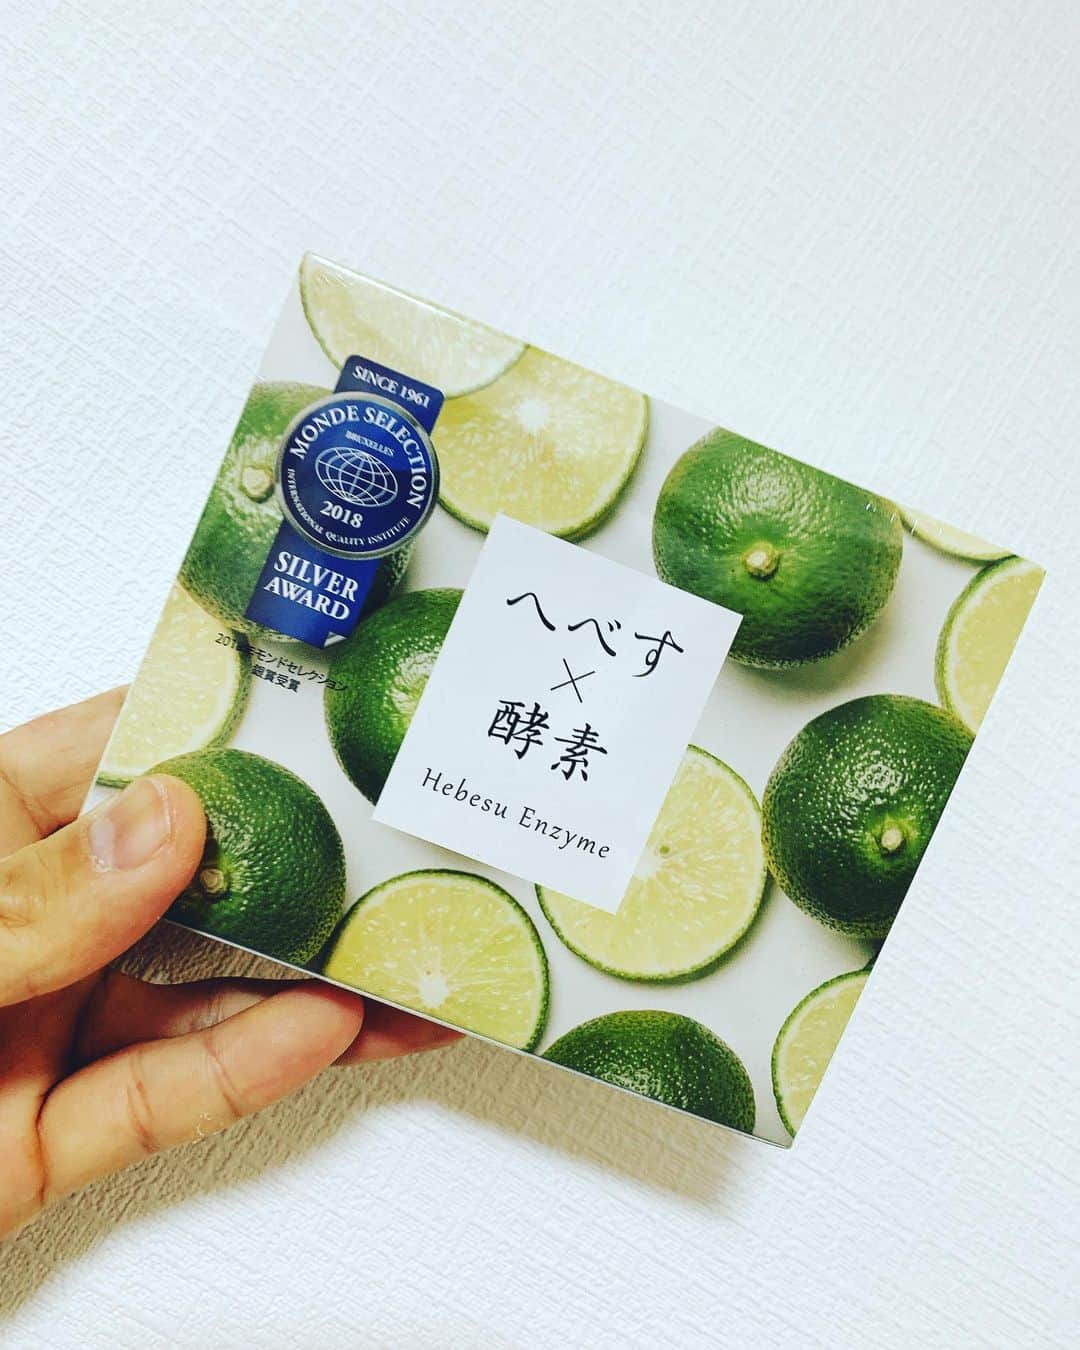 SINCE 1961
MONDE SELECTION
BRUXELLES
2018
INTERNATIONAL QUALITY INSTITUTE
SILVER
AWARD
モンドセレクション
銀賞受賞
へべす
×
酵素
Hebesu Enzyme